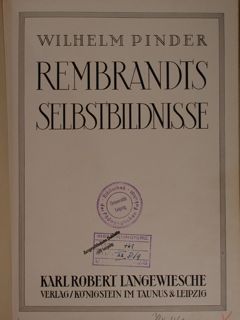 WILHELM PINDER
REMBRANDTS
SELBSTBILDNISSE
KARL ROBERT LANGEWIESCHE
VERLAG / KÖNIGSTEIN IM TAUNUS & LEIPZIG